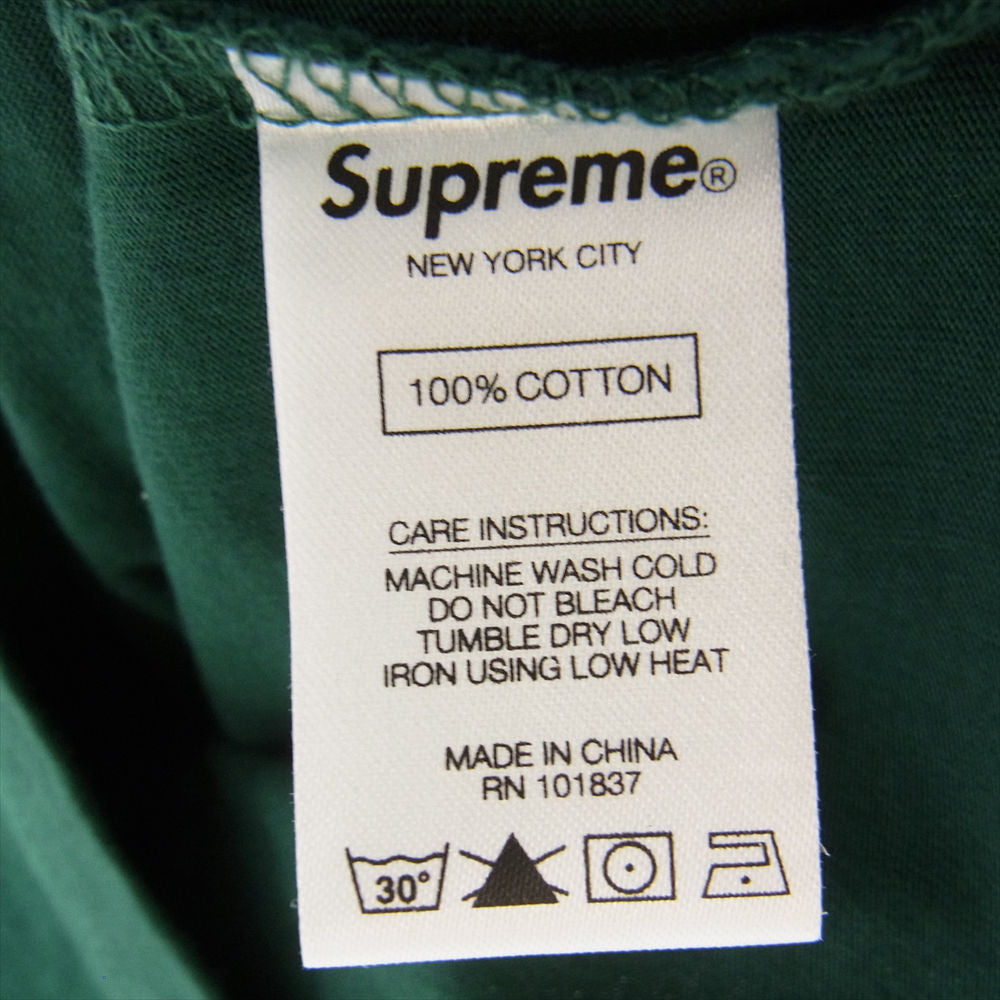 Supreme®
NEW YORK CITY
100% COTTON
CARE INSTRUCTIONS:
MACHINE WASH COLD
DO NOT BLEACH
TUMBLE DRY LOW
IRON USING LOW HEAT
MADE IN CHINA
RN 101837
30°